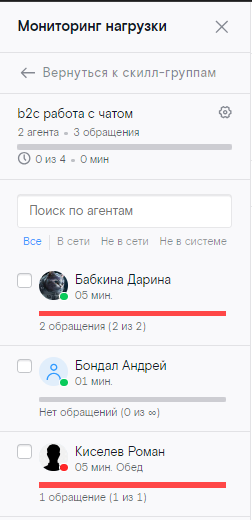 Мониторинг нагрузки
Вернуться к скилл-группам
b2c работа с чатом
2 агента • 3 обращения
0 из 4 • 0 мин
Поиск по агентам
Все | В сети Не в сети Не в системе
Бабкина Дарина
05 мин.
2 обращения (2 из 2)
Бондал Андрей
01 мин.
Нет обращений (0 из ∞)
Киселев Роман
05 мин. Обед
1 обращение (1 из 1)